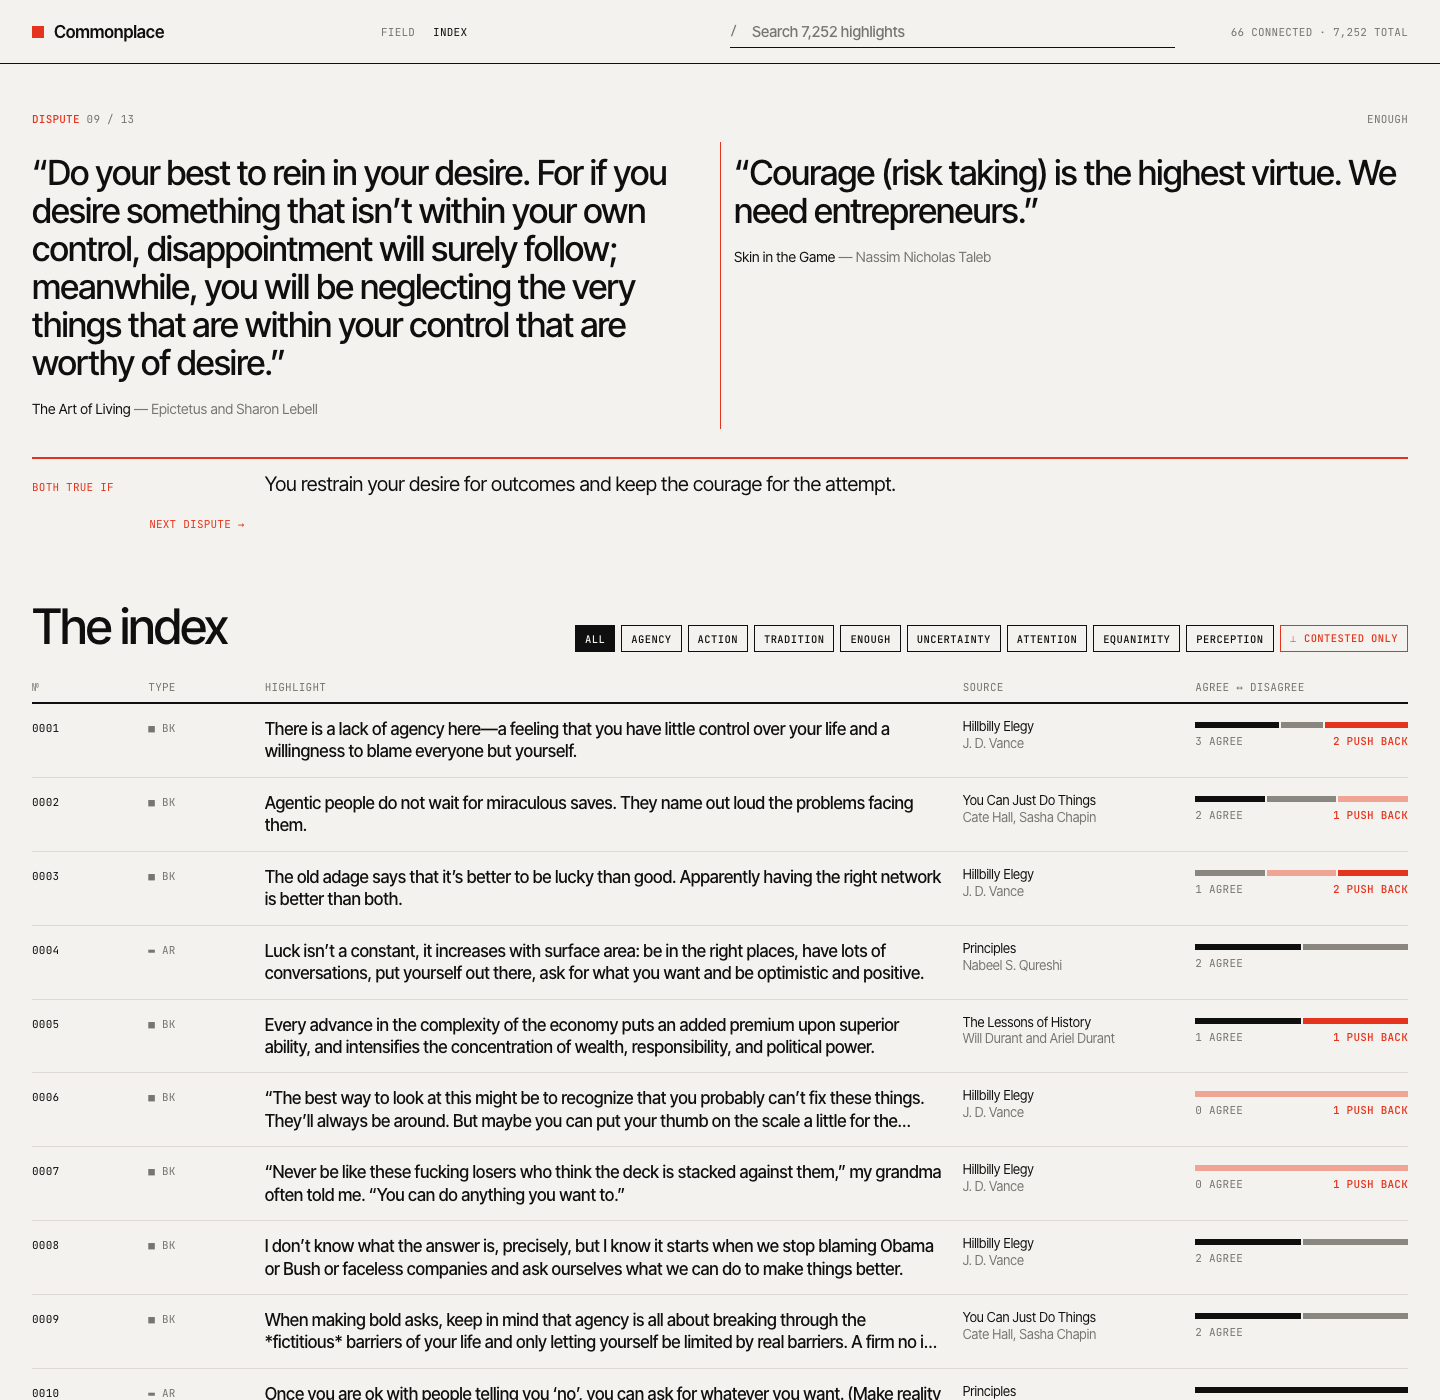 Commonplace
FIELD INDEX
/ Search 7,252 highlights
66 CONNECTED · 7,252 TOTAL
DISPUTE 09 / 13
ENOUGH
“Do your best to rein in your desire. For if you
desire something that isn’t within your own
control, disappointment will surely follow;
meanwhile, you will be neglecting the very
things that are within your control that are
worthy of desire.”
The Art of Living — Epictetus and Sharon Lebell
“Courage (risk taking) is the highest virtue. We
need entrepreneurs.”
Skin in the Game — Nassim Nicholas Taleb
BOTH TRUE IF
You restrain your desire for outcomes and keep the courage for the attempt.
NEXT DISPUTE →
The index
ALL AGENCY ACTION TRADITION ENOUGH UNCERTAINTY ATTENTION EQUANIMITY PERCEPTION ⊥ CONTESTED ONLY
№ TYPE HIGHLIGHT SOURCE AGREE ↔ DISAGREE
0001
■ BK
There is a lack of agency here—a feeling that you have little control over your life and a
willingness to blame everyone but yourself.
Hillbilly Elegy
J. D. Vance
3 AGREE 2 PUSH BACK
0002
■ BK
Agentic people do not wait for miraculous saves. They name out loud the problems facing
them.
You Can Just Do Things
Cate Hall, Sasha Chapin
2 AGREE 1 PUSH BACK
0003
■ BK
The old adage says that it’s better to be lucky than good. Apparently having the right network
is better than both.
Hillbilly Elegy
J. D. Vance
1 AGREE 2 PUSH BACK
0004
▬ AR
Luck isn’t a constant, it increases with surface area: be in the right places, have lots of
conversations, put yourself out there, ask for what you want and be optimistic and positive.
Principles
Nabeel S. Qureshi
2 AGREE
0005
■ BK
Every advance in the complexity of the economy puts an added premium upon superior
ability, and intensifies the concentration of wealth, responsibility, and political power.
The Lessons of History
Will Durant and Ariel Durant
1 AGREE 1 PUSH BACK
0006
■ BK
“The best way to look at this might be to recognize that you probably can’t fix these things.
They’ll always be around. But maybe you can put your thumb on the scale a little for the…
Hillbilly Elegy
J. D. Vance
0 AGREE 1 PUSH BACK
0007
■ BK
“Never be like these fucking losers who think the deck is stacked against them,” my grandma
often told me. “You can do anything you want to.”
Hillbilly Elegy
J. D. Vance
0 AGREE 1 PUSH BACK
0008
■ BK
I don’t know what the answer is, precisely, but I know it starts when we stop blaming Obama
or Bush or faceless companies and ask ourselves what we can do to make things better.
Hillbilly Elegy
J. D. Vance
2 AGREE
0009
■ BK
When making bold asks, keep in mind that agency is all about breaking through the
*fictitious* barriers of your life and only letting yourself be limited by real barriers. A firm no i…
You Can Just Do Things
Cate Hall, Sasha Chapin
2 AGREE
0010
▬ AR
Once you are ok with people telling you ‘no’, you can ask for whatever you want. (Make reality
Principles